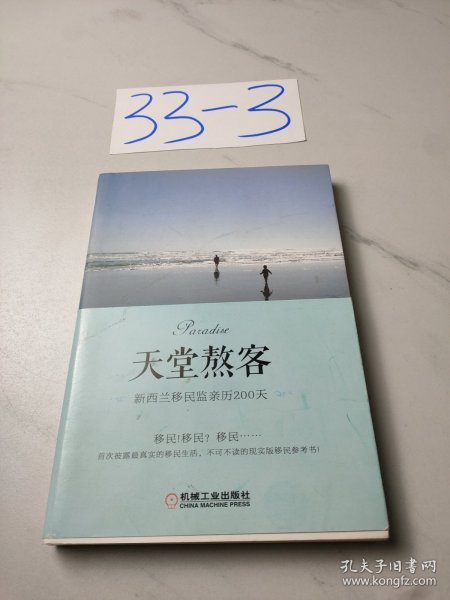 33-3
Paradise
天堂熬客
新西兰移民监亲历200天
移民!移民? 移民……
首次披露最真实的移民生活，不可不读的现实版移民参考书!
机械工业出版社
CHINA MACHINE PRESS
孔夫子旧书网
www.kongfz.com